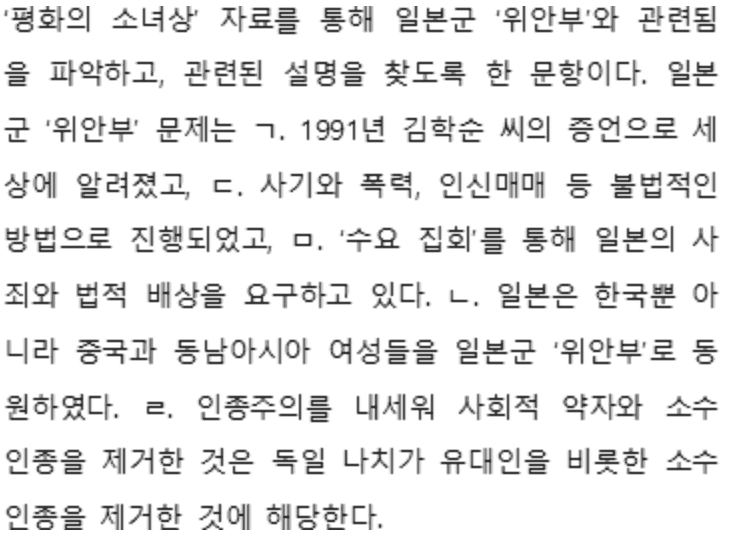 '평화의 소녀상' 자료를 통해 일본군 '위안부'와 관련됨
을 파악하고, 관련된 설명을 찾도록 한 문항이다. 일본
군 '위안부' 문제는 ㄱ. 1991년 김학순 씨의 증언으로 세
상에 알려졌고, ㄷ. 사기와 폭력, 인신매매 등 불법적인
방법으로 진행되었고, ㅁ. '수요 집회'를 통해 일본의 사
죄와 법적 배상을 요구하고 있다. ㄴ. 일본은 한국뿐 아
니라 중국과 동남아시아 여성들을 일본군 '위안부'로 동
원하였다. ㄹ. 인종주의를 내세워 사회적 약자와 소수
인종을 제거한 것은 독일 나치가 유대인을 비롯한 소수
인종을 제거한 것에 해당한다.